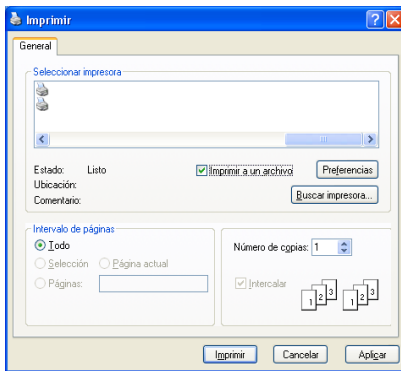 Imprimir
General
Seleccionar impresora
Estado: Listo
Imprimir a un archivo
Preferencias
Ubicación:
Comentario:
Buscar impresora...
Intervalo de páginas
Todo
Selección Página actual
Páginas:
Número de copias: 1
Intercalar
1 2 3 1 2 3
Imprimir Cancelar Aplicar